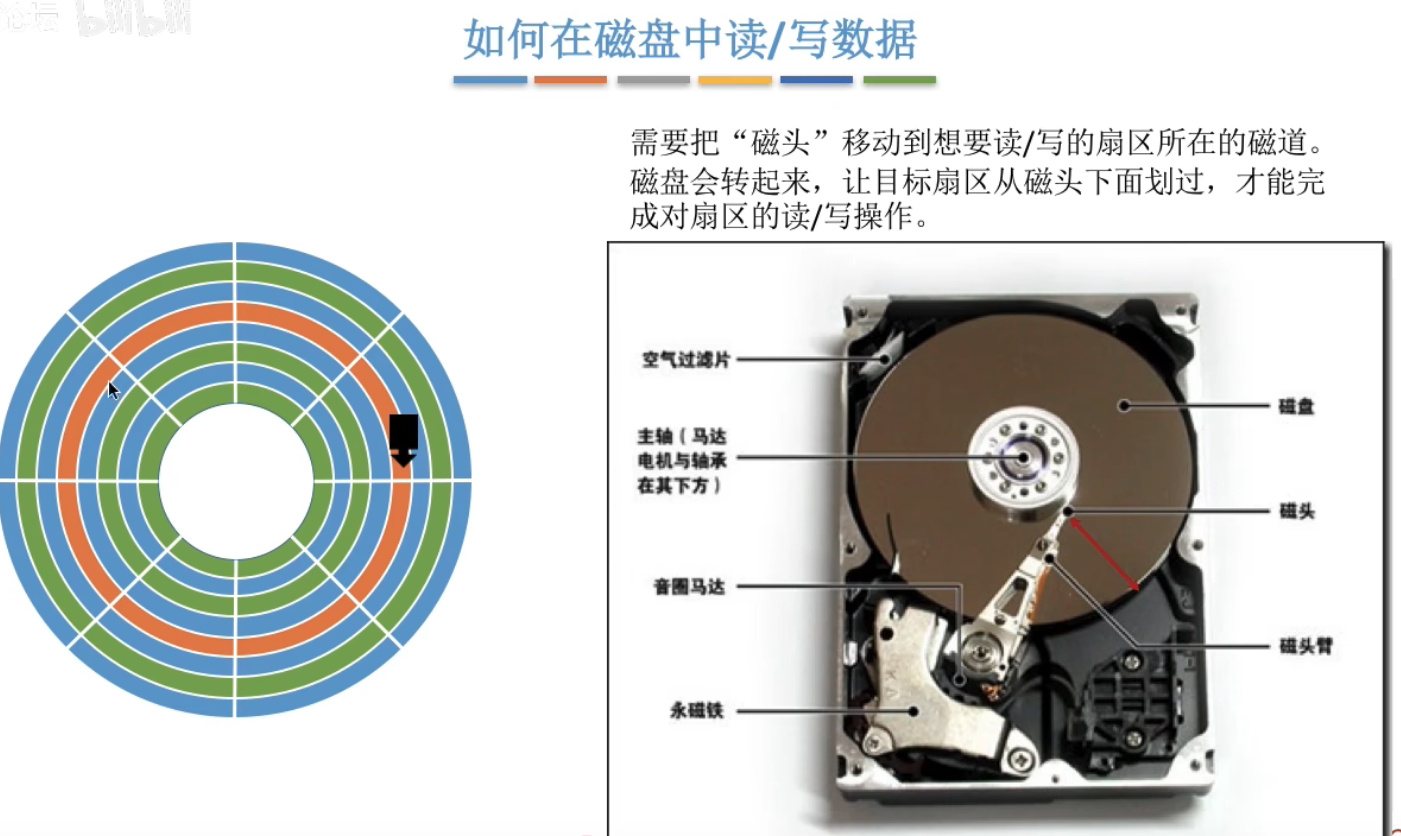 bilibili
如何在磁盘中读/写数据
需要把“磁头”移动到想要读/写的扇区所在的磁道。
磁盘会转起来，让目标扇区从磁头下面划过，才能完
成对扇区的读/写操作。
空气过滤片
磁盘
主轴（马达
电机与轴承
在其下方）
磁头
音圈马达
磁头臂
永磁铁